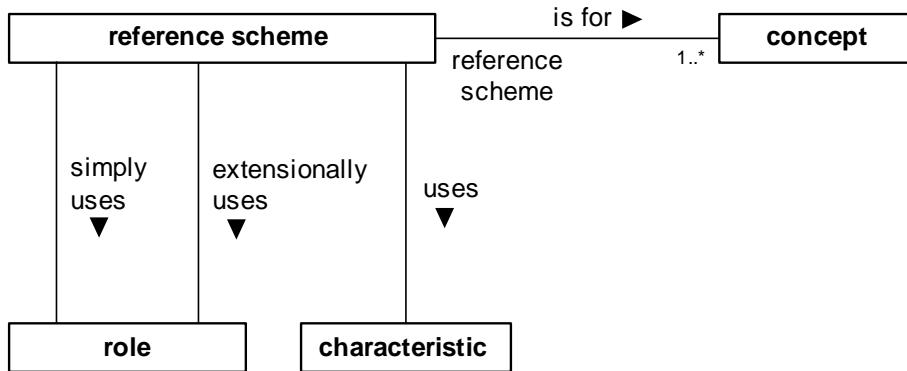 is for ►
reference scheme
concept
reference
scheme
1..*
simply
uses
extensionally
uses
uses
role
characteristic